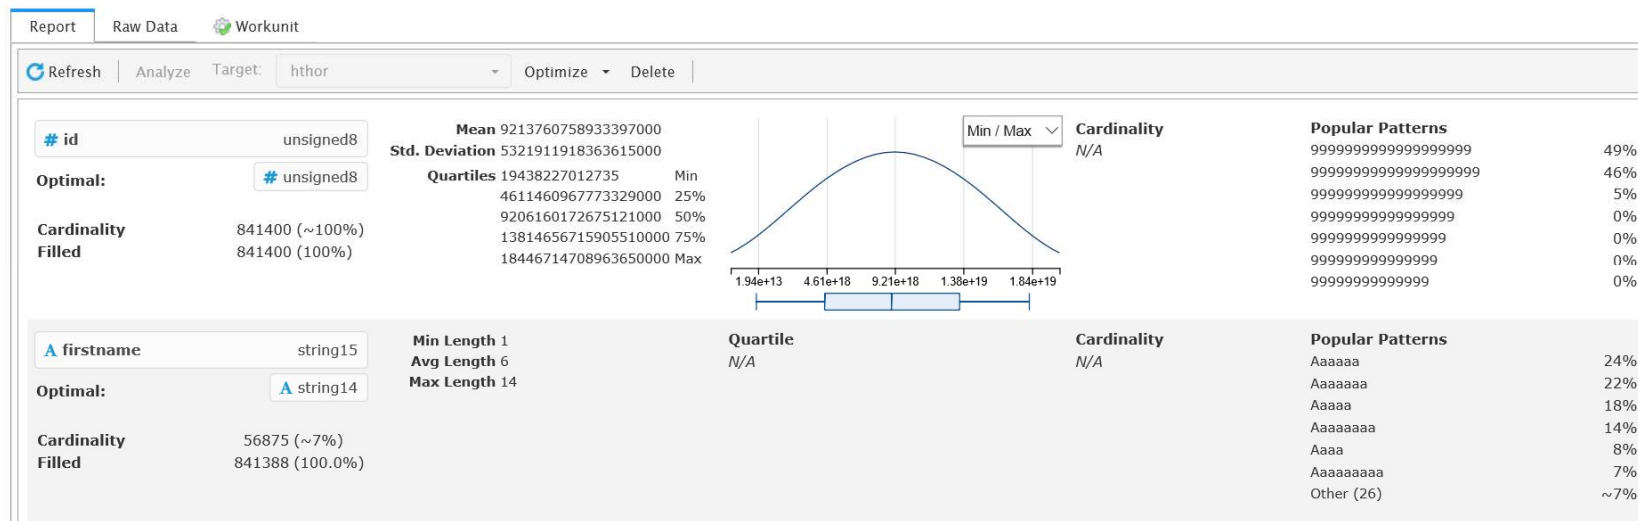 Report Raw Data Workunit
Refresh Analyze Target: hthor Optimize Delete
# id unsigned8
Optimal: # unsigned8
Cardinality 841400 (~100%)
Filled 841400 (100%)
Mean 9213760758933397000
Std. Deviation 5321911918363615000
Quartiles 19438227012735 Min
4611460967773329000 25%
9206160172675121000 50%
13814656715905510000 75%
18446714708963650000 Max
Min / Max
1.94e+13 4.61e+18 9.21e+18 1.38e+19 1.84e+19
Cardinality
N/A
Popular Patterns
9999999999999999999 49%
99999999999999999999 46%
999999999999999999 5%
99999999999999999 0%
9999999999999999 0%
999999999999999 0%
99999999999999 0%
A firstname string15
Optimal: A string14
Cardinality 56875 (~7%)
Filled 841388 (100.0%)
Min Length 1
Avg Length 6
Max Length 14
Quartile
N/A
Cardinality
N/A
Popular Patterns
Aaaaaa 24%
Aaaaaaa 22%
Aaaaa 18%
Aaaaaaaa 14%
Aaaa 8%
Aaaaaaaaa 7%
Other (26) ~7%